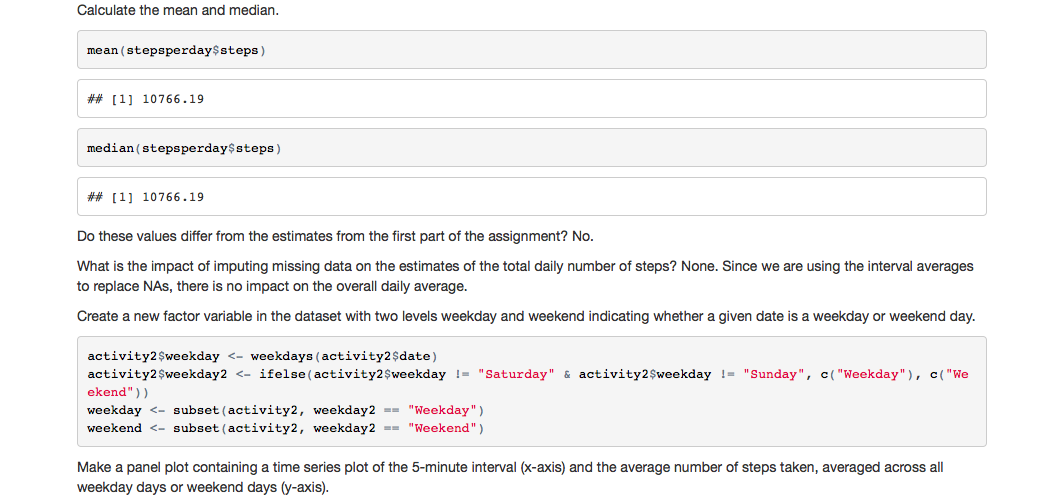 Calculate the mean and median.
mean(stepsperday$steps)
## [1] 10766.19
median(stepsperday$steps)
## [1] 10766.19
Do these values differ from the estimates from the first part of the assignment? No.
What is the impact of imputing missing data on the estimates of the total daily number of steps? None. Since we are using the interval averages
to replace NAs, there is no impact on the overall daily average.
Create a new factor variable in the dataset with two levels weekday and weekend indicating whether a given date is a weekday or weekend day.
activity2$weekday <- weekdays(activity2$date)
activity2$weekday2 <- ifelse(activity2$weekday != "Saturday" & activity2$weekday != "Sunday", c("Weekday"), c("We
ekend"))
weekday <- subset(activity2, weekday2 == "Weekday")
weekend <- subset(activity2, weekday2 == "Weekend")
Make a panel plot containing a time series plot of the 5-minute interval (x-axis) and the average number of steps taken, averaged across all
weekday days or weekend days (y-axis).